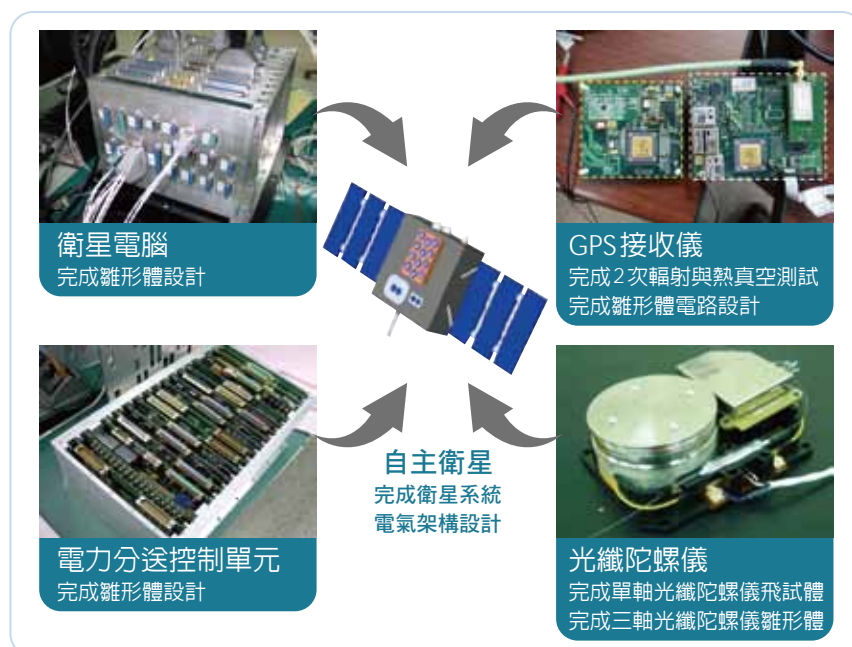 衛星電腦
完成雛形體設計
GPS接收儀
完成2次輻射與熱真空測試
完成雛形體電路設計
自主衛星
完成衛星系統
電氣架構設計
電力分送控制單元
完成雛形體設計
光纖陀螺儀
完成單軸光纖陀螺儀飛試體
完成三軸光纖陀螺儀雛形體